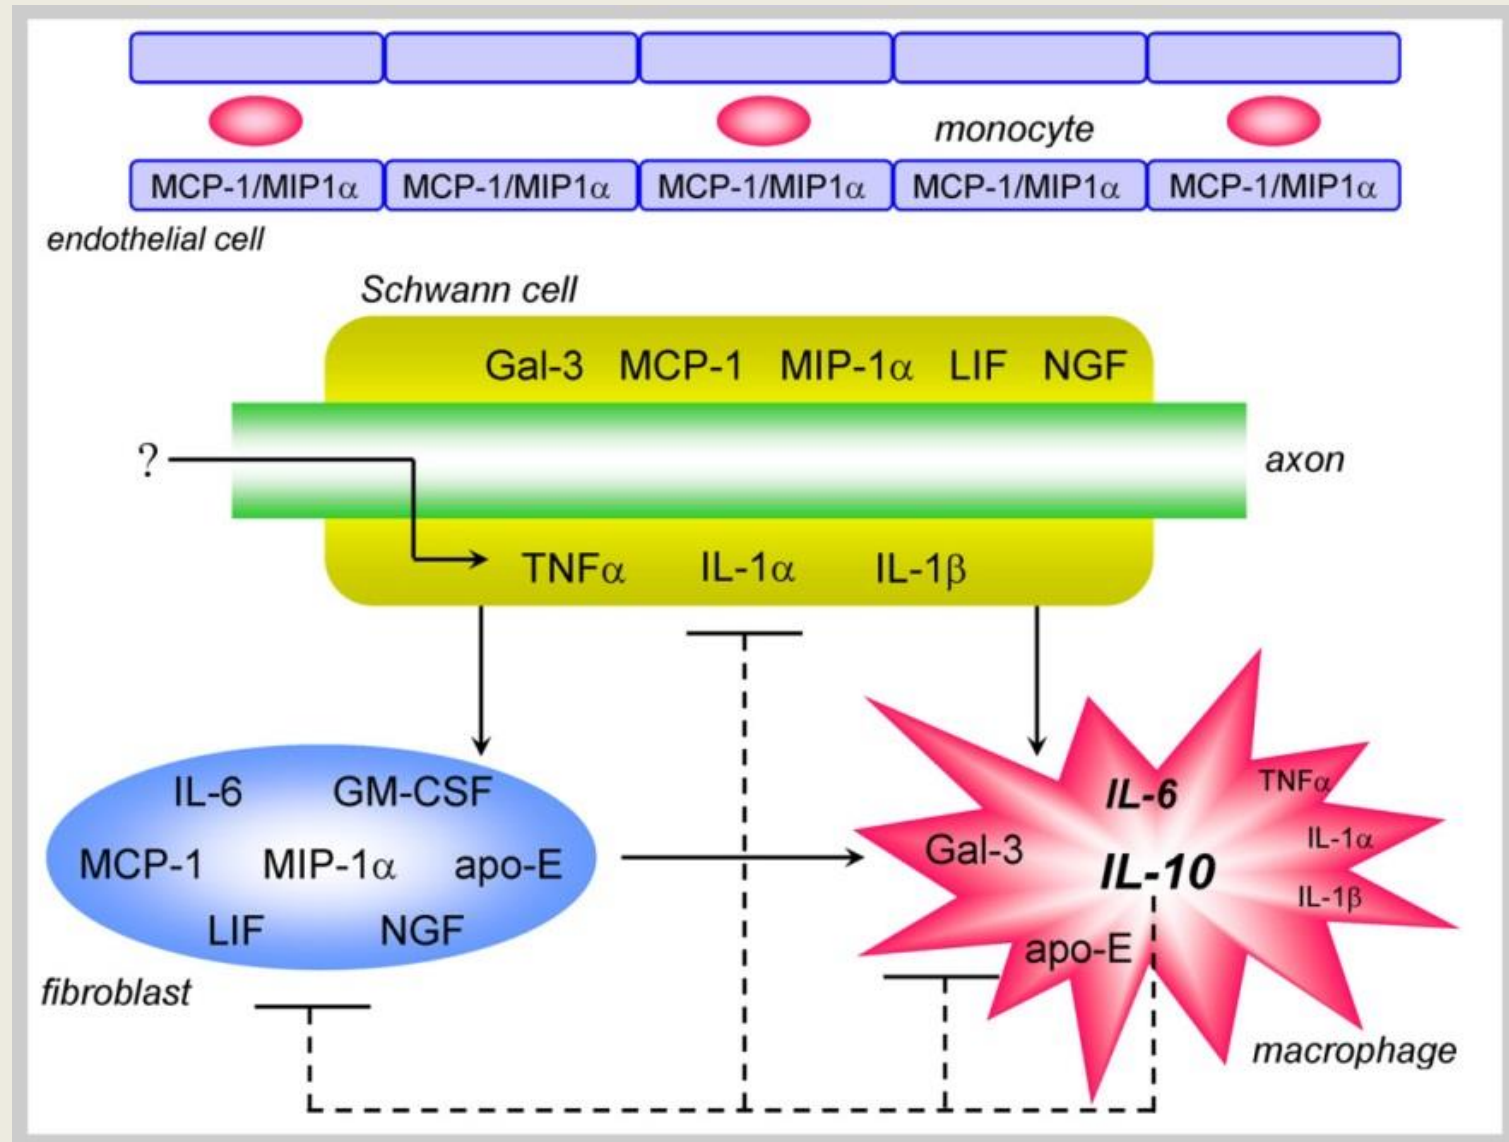 monocyte
MCP-1/MIP1α MCP-1/MIP1α MCP-1/MIP1α MCP-1/MIP1α MCP-1/MIP1α
endothelial cell
Schwann cell
Gal-3 MCP-1 MIP-1α LIF NGF
? axon
TNFα IL-1α IL-1β
IL-6 GM-CSF
MCP-1 MIP-1α apo-E
LIF NGF
fibroblast
IL-6 TNFα
Gal-3 IL-1α
IL-10 IL-1β
apo-E
macrophage